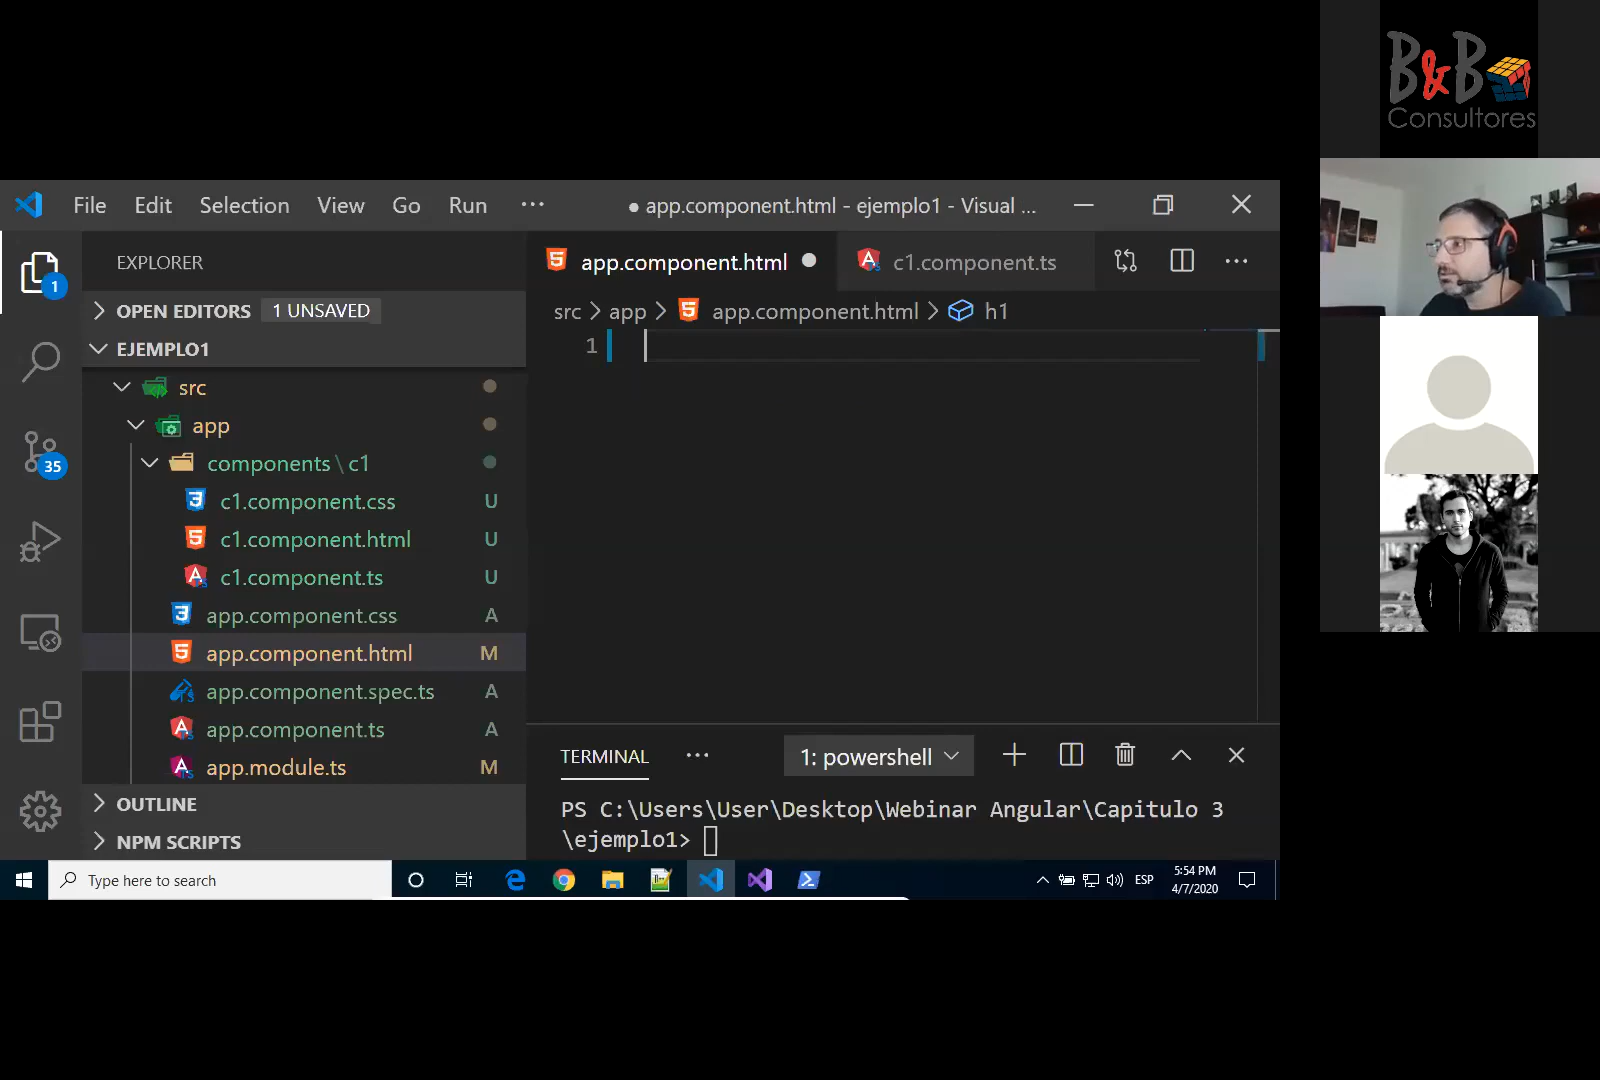 B&B
Consultores
File Edit Selection View Go Run ··· ● app.component.html - ejemplo1 - Visual ...
EXPLORER
OPEN EDITORS 1 UNSAVED
EJEMPLO1
src
app
components\c1
c1.component.css U
c1.component.html U
c1.component.ts U
app.component.css A
app.component.html M
app.component.spec.ts A
app.component.ts A
app.module.ts M
OUTLINE
NPM SCRIPTS
1
35
app.component.html ● c1.component.ts ···
src > app > app.component.html > h1
1
TERMINAL ··· 1: powershell
PS C:\Users\User\Desktop\Webinar Angular\Capitulo 3
\ejemplo1>
Type here to search
ESP
5:54 PM
4/7/2020